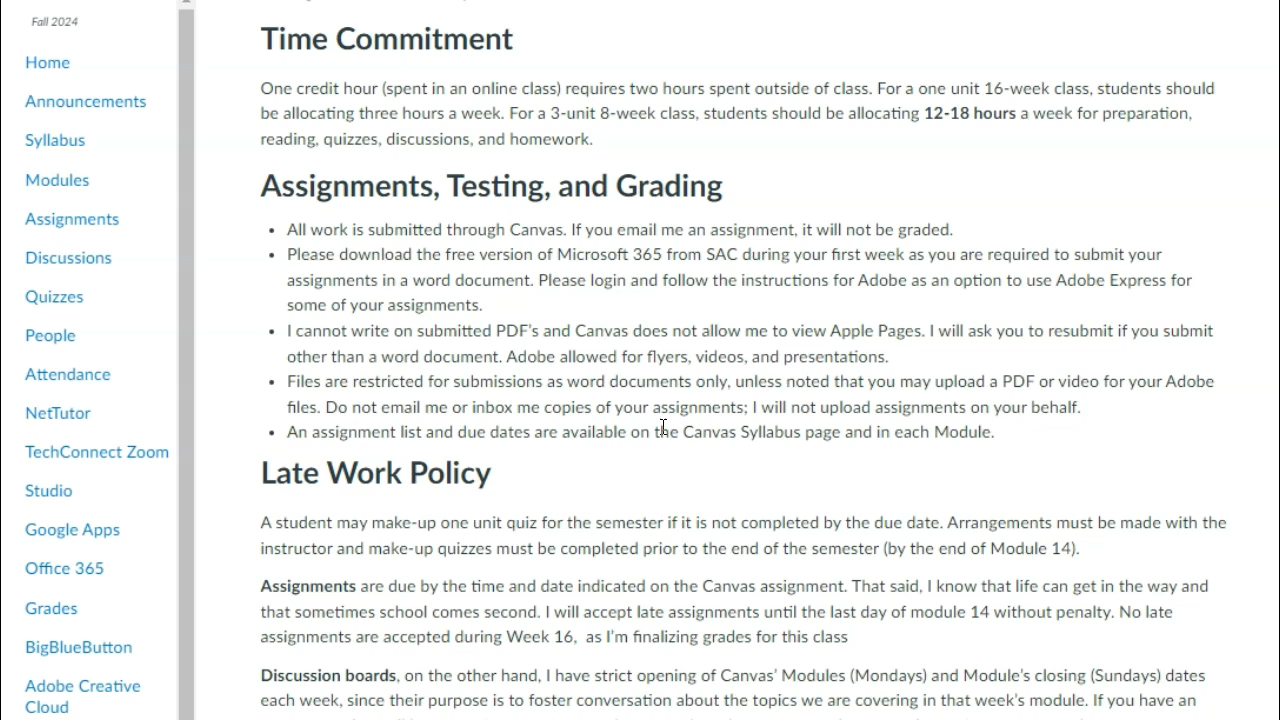 Fall 2024
Home
Announcements
Syllabus
Modules
Assignments
Discussions
Quizzes
People
Attendance
NetTutor
TechConnect Zoom
Studio
Google Apps
Office 365
Grades
BigBlueButton
Adobe Creative
Cloud
Time Commitment
One credit hour (spent in an online class) requires two hours spent outside of class. For a one unit 16-week class, students should
be allocating three hours a week. For a 3-unit 8-week class, students should be allocating 12-18 hours a week for preparation,
reading, quizzes, discussions, and homework.
Assignments, Testing, and Grading
• All work is submitted through Canvas. If you email me an assignment, it will not be graded.
• Please download the free version of Microsoft 365 from SAC during your first week as you are required to submit your
assignments in a word document. Please login and follow the instructions for Adobe as an option to use Adobe Express for
some of your assignments.
• I cannot write on submitted PDF's and Canvas does not allow me to view Apple Pages. I will ask you to resubmit if you submit
other than a word document. Adobe allowed for flyers, videos, and presentations.
• Files are restricted for submissions as word documents only, unless noted that you may upload a PDF or video for your Adobe
files. Do not email me or inbox me copies of your assignments; I will not upload assignments on your behalf.
• An assignment list and due dates are available on the Canvas Syllabus page and in each Module.
Late Work Policy
A student may make-up one unit quiz for the semester if it is not completed by the due date. Arrangements must be made with the
instructor and make-up quizzes must be completed prior to the end of the semester (by the end of Module 14).
Assignments are due by the time and date indicated on the Canvas assignment. That said, I know that life can get in the way and
that sometimes school comes second. I will accept late assignments until the last day of module 14 without penalty. No late
assignments are accepted during Week 16, as I'm finalizing grades for this class
Discussion boards, on the other hand, I have strict opening of Canvas' Modules (Mondays) and Module's closing (Sundays) dates
each week, since their purpose is to foster conversation about the topics we are covering in that week's module. If you have an